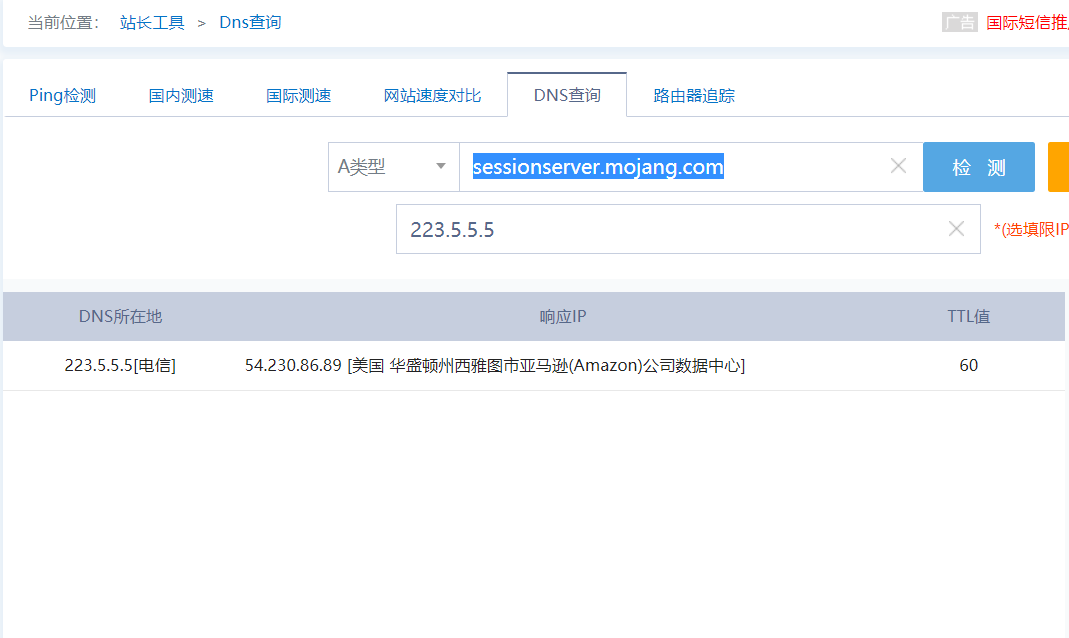 当前位置： 站长工具 > Dns查询 广告 国际短信推
Ping检测 国内测速 国际测速 网站速度对比 DNS查询 路由器追踪
A类型 sessionserver.mojang.com 检 测
223.5.5.5 *(选填限IP
DNS所在地 响应IP TTL值
223.5.5.5[电信] 54.230.86.89 [美国 华盛顿州西雅图市亚马逊(Amazon)公司数据中心] 60